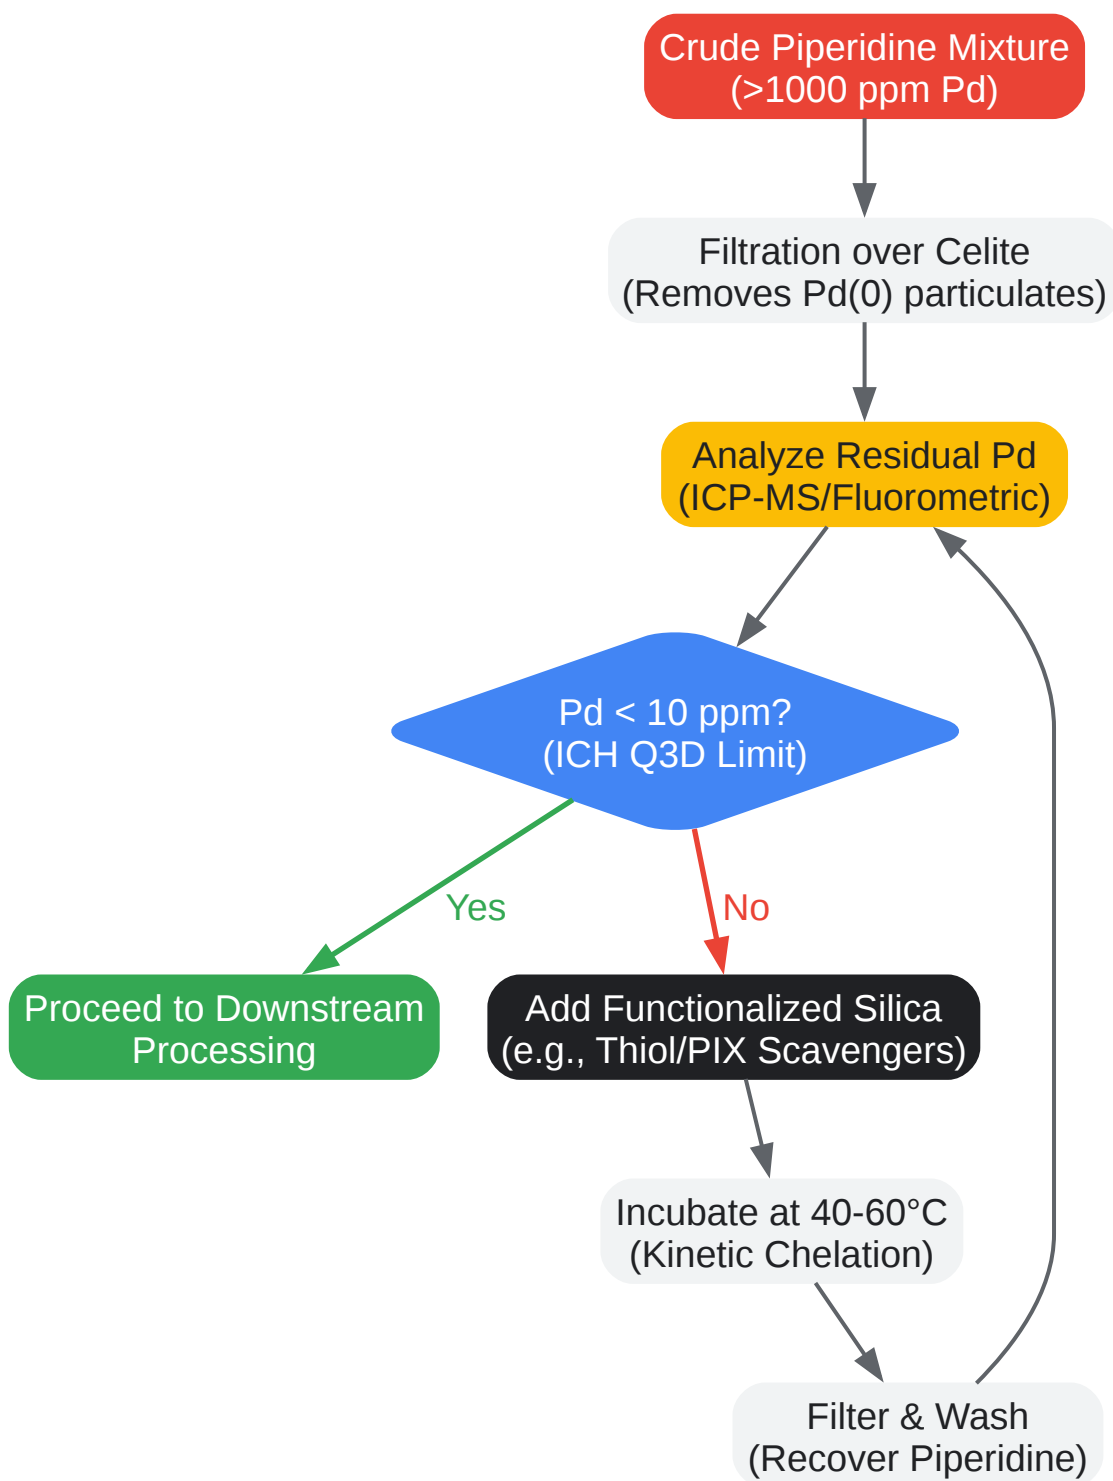 Crude Piperidine Mixture
(>1000 ppm Pd)
Filtration over Celite
(Removes Pd(0) particulates)
Analyze Residual Pd
(ICP-MS/Fluorometric)
Pd < 10 ppm?
(ICH Q3D Limit)
Yes
No
Proceed to Downstream
Processing
Add Functionalized Silica
(e.g., Thiol/PIX Scavengers)
Incubate at 40-60°C
(Kinetic Chelation)
Filter & Wash
(Recover Piperidine)